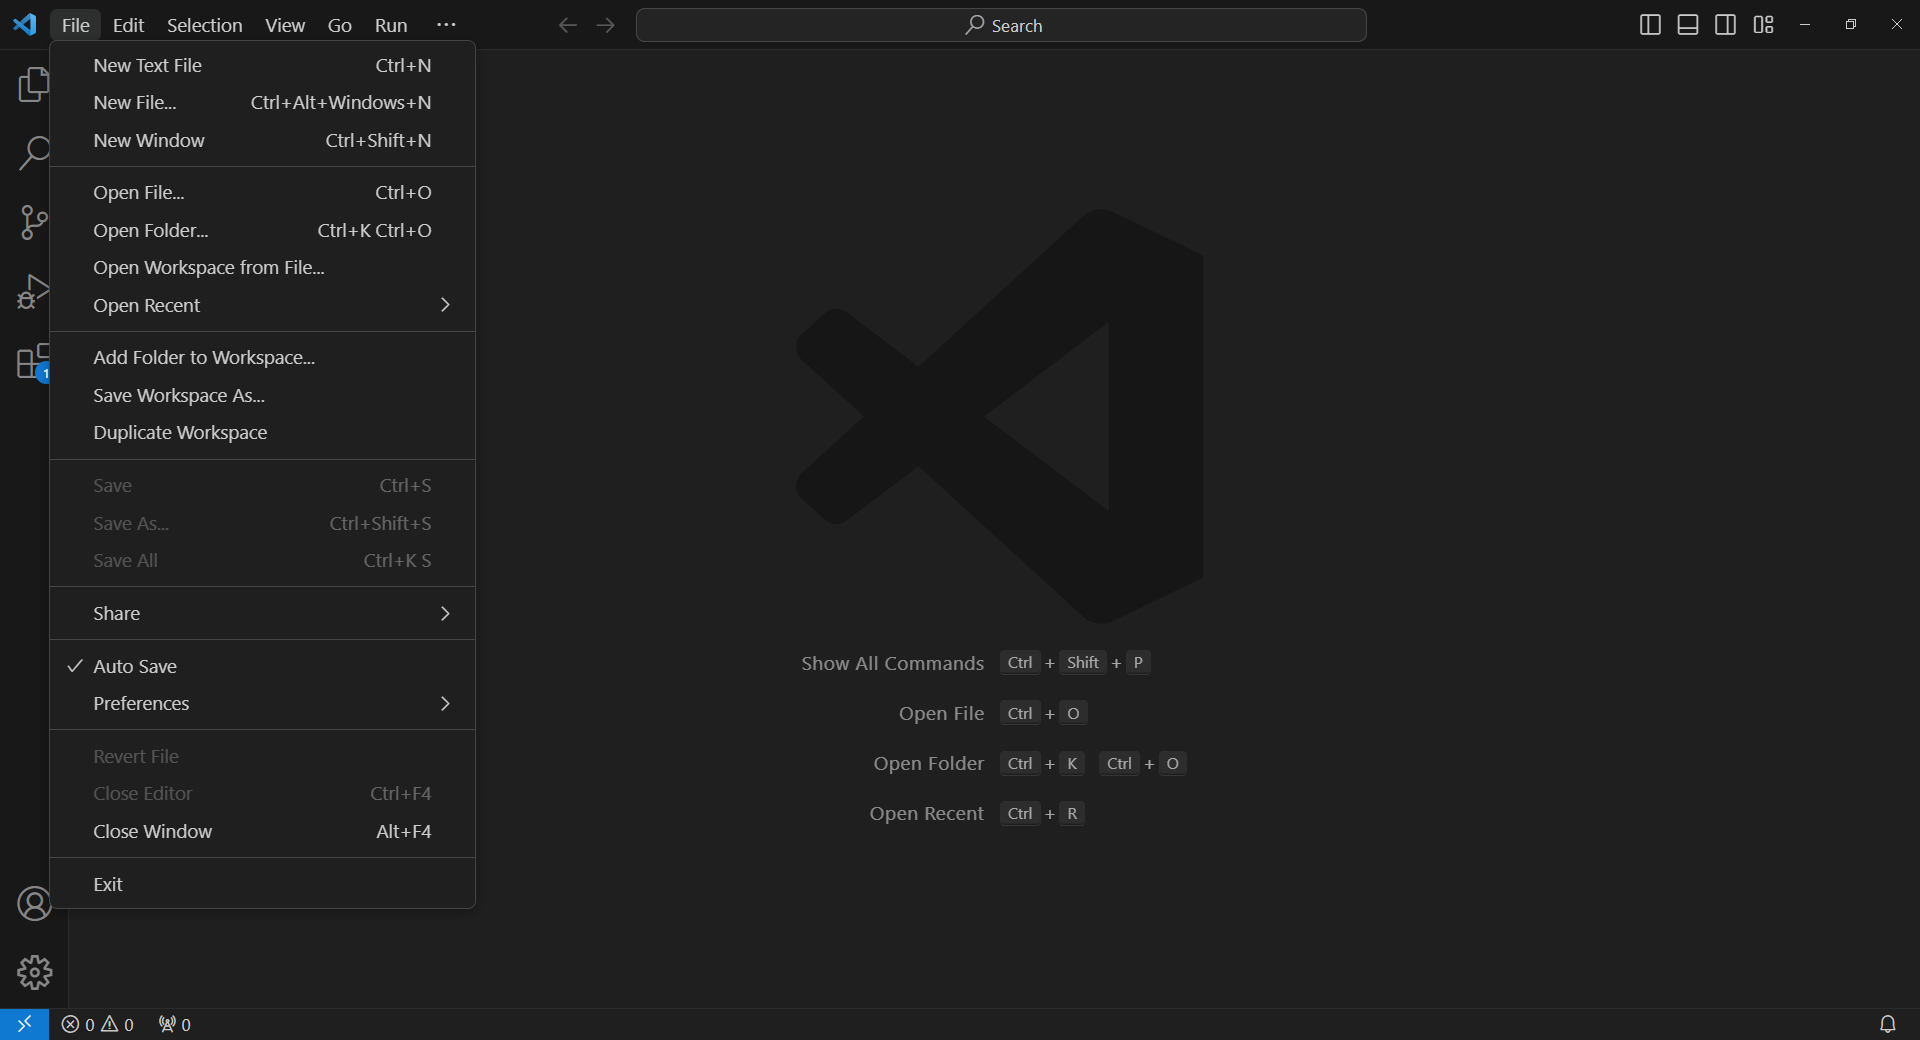 File Edit Selection View Go Run ...
Search
New Text File Ctrl+N
New File... Ctrl+Alt+Windows+N
New Window Ctrl+Shift+N
Open File... Ctrl+O
Open Folder... Ctrl+K Ctrl+O
Open Workspace from File...
Open Recent
Add Folder to Workspace...
Save Workspace As...
Duplicate Workspace
Save Ctrl+S
Save As... Ctrl+Shift+S
Save All Ctrl+K S
Share
Auto Save
Preferences
Revert File
Close Editor Ctrl+F4
Close Window Alt+F4
Exit
1
Show All Commands Ctrl + Shift + P
Open File Ctrl + O
Open Folder Ctrl + K Ctrl + O
Open Recent Ctrl + R
0 0 0